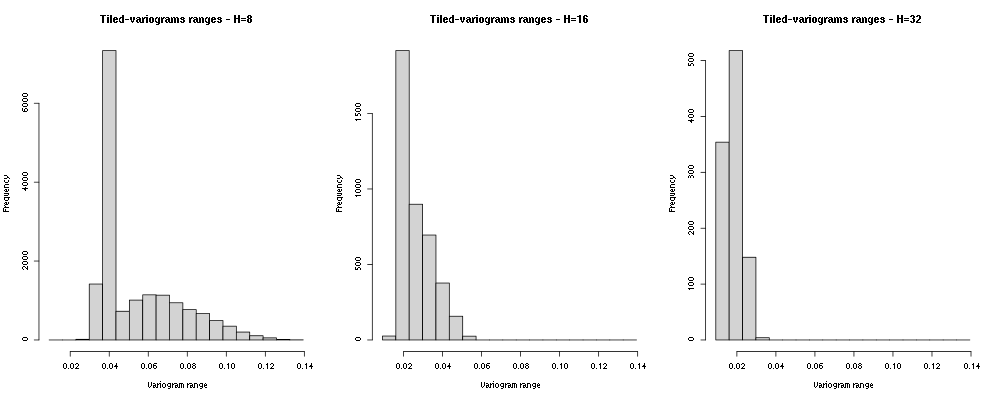 Tiled-variograms ranges - H=8
Frequency
0
2000
4000
6000
0.02 0.04 0.06 0.08 0.10 0.12 0.14
Variogram range
Tiled-variograms ranges - H=16
Frequency
0
500
1000
1500
0.02 0.04 0.06 0.08 0.10 0.12 0.14
Variogram range
Tiled-variograms ranges - H=32
Frequency
0
100
200
300
400
500
0.02 0.04 0.06 0.08 0.10 0.12 0.14
Variogram range